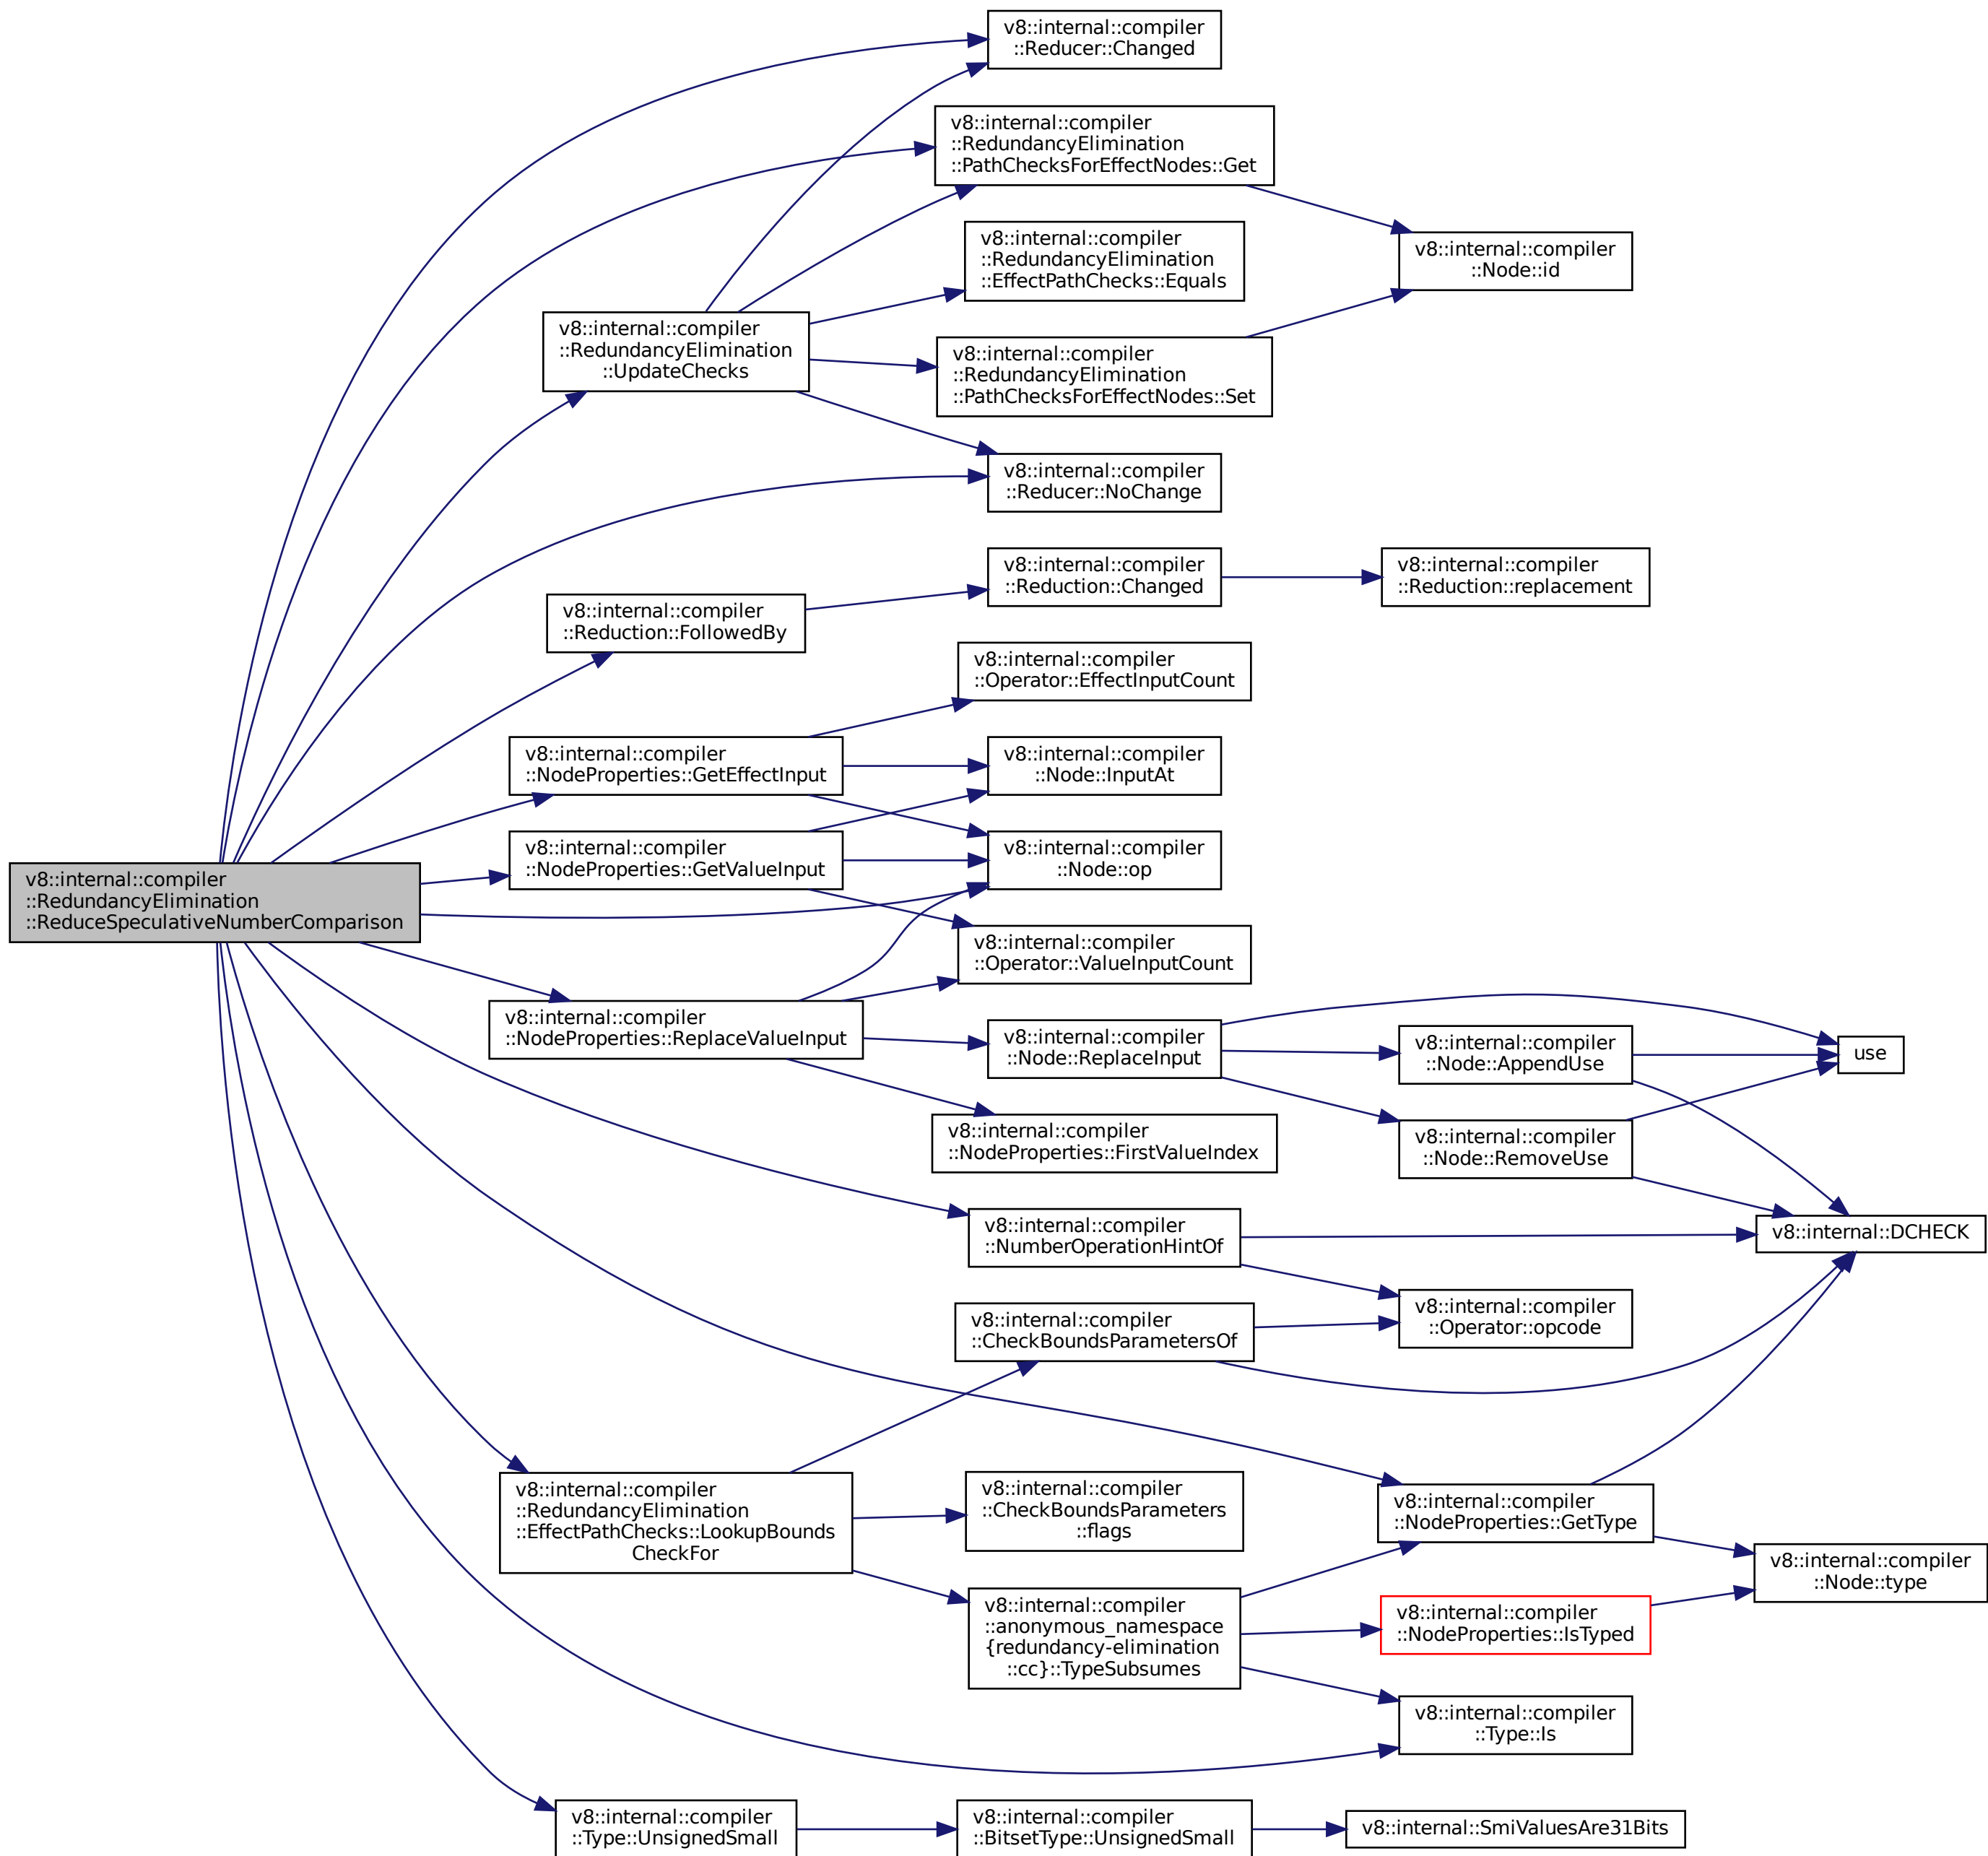 v8::internal::compiler
::RedundancyElimination
::ReduceSpeculativeNumberComparison
v8::internal::compiler
::Reducer::Changed
v8::internal::compiler
::RedundancyElimination
::PathChecksForEffectNodes::Get
v8::internal::compiler
::Node::id
v8::internal::compiler
::RedundancyElimination
::EffectPathChecks::Equals
v8::internal::compiler
::RedundancyElimination
::UpdateChecks
v8::internal::compiler
::RedundancyElimination
::PathChecksForEffectNodes::Set
v8::internal::compiler
::Reducer::NoChange
v8::internal::compiler
::Reduction::FollowedBy
v8::internal::compiler
::Reduction::Changed
v8::internal::compiler
::Reduction::replacement
v8::internal::compiler
::Operator::EffectInputCount
v8::internal::compiler
::NodeProperties::GetEffectInput
v8::internal::compiler
::Node::InputAt
v8::internal::compiler
::NodeProperties::GetValueInput
v8::internal::compiler
::Node::op
v8::internal::compiler
::Operator::ValueInputCount
v8::internal::compiler
::NodeProperties::ReplaceValueInput
v8::internal::compiler
::Node::ReplaceInput
v8::internal::compiler
::Node::AppendUse
use
v8::internal::compiler
::NodeProperties::FirstValueIndex
v8::internal::compiler
::Node::RemoveUse
v8::internal::compiler
::NumberOperationHintOf
v8::internal::DCHECK
v8::internal::compiler
::CheckBoundsParametersOf
v8::internal::compiler
::Operator::opcode
v8::internal::compiler
::RedundancyElimination
::EffectPathChecks::LookupBounds
CheckFor
v8::internal::compiler
::CheckBoundsParameters
::flags
v8::internal::compiler
::NodeProperties::GetType
v8::internal::compiler
::Node::type
v8::internal::compiler
::anonymous_namespace
{redundancy-elimination
::cc}::TypeSubsumes
v8::internal::compiler
::NodeProperties::IsTyped
v8::internal::compiler
::Type::Is
v8::internal::compiler
::Type::UnsignedSmall
v8::internal::compiler
::BitsetType::UnsignedSmall
v8::internal::SmiValuesAre31Bits